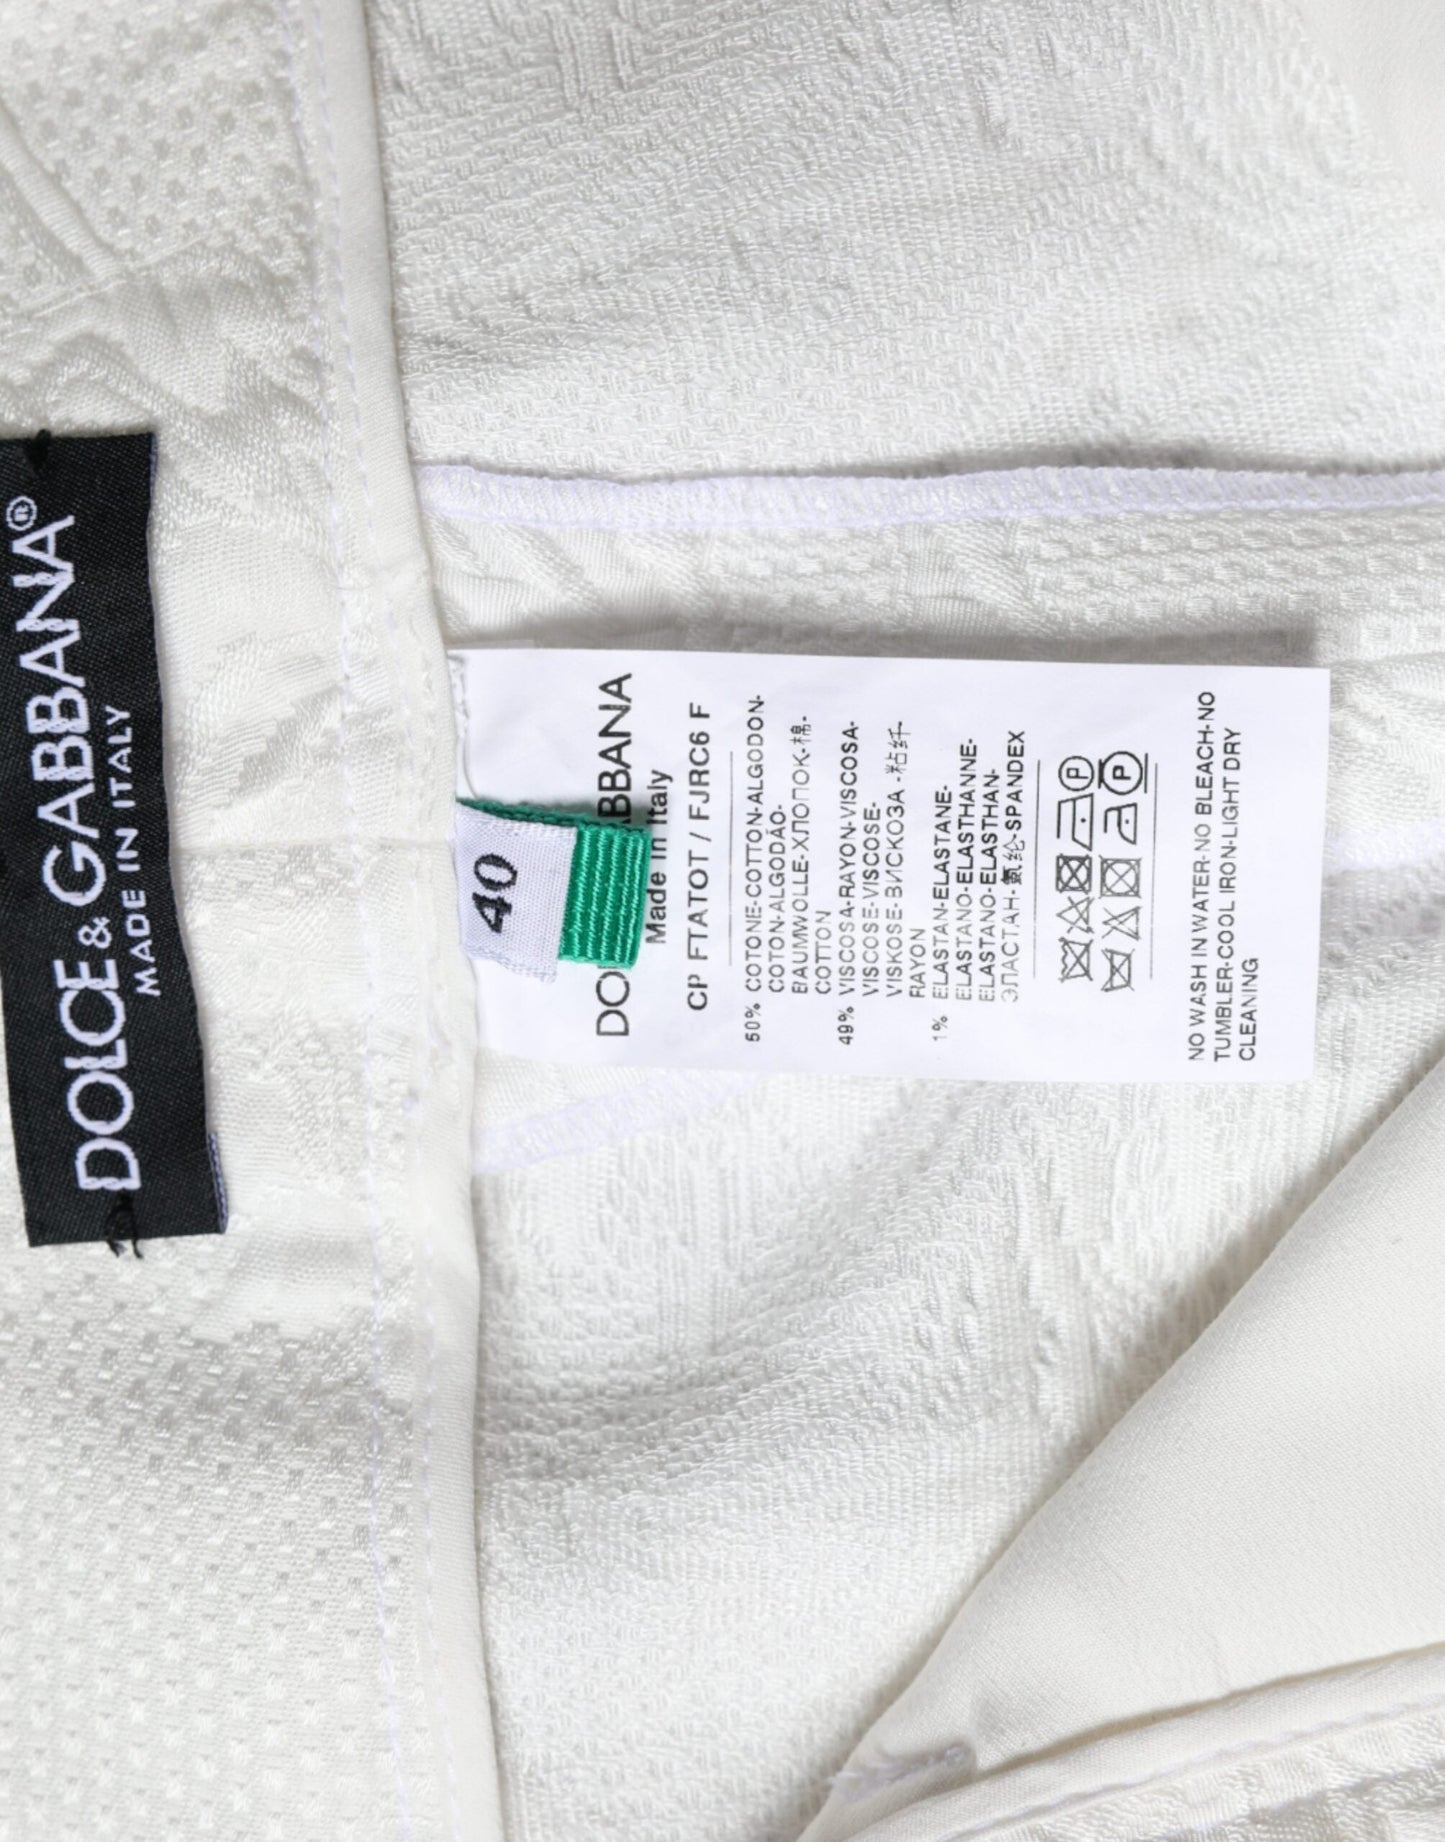 DOLCE & GABBANA®
MADE IN ITALY
40
DO BBANA
Made in Italy
CP FTATOT / FJRC6 F
50% COTONE-COTTON-ALGODON-
COTON-ALGODÃO-
BAUMWOLLE-ХЛОПОК-棉-
COTTON
49% VISCOSA-RAYON-VISCOSA-
VISCOSE-VISCOSE-
VISKOSE-ВИСКОЗА-粘纤-
RAYON
1% ELASTAN-ELASTANE-
ELASTANO-ELASTHANNE-
ELASTANO-ELASTHAN-
ЭЛАСТАН-氨纶-SPANDEX
P
P
NO WASH IN WATER-NO BLEACH-NO
TUMBLER-COOL IRON-LIGHT DRY
CLEANING